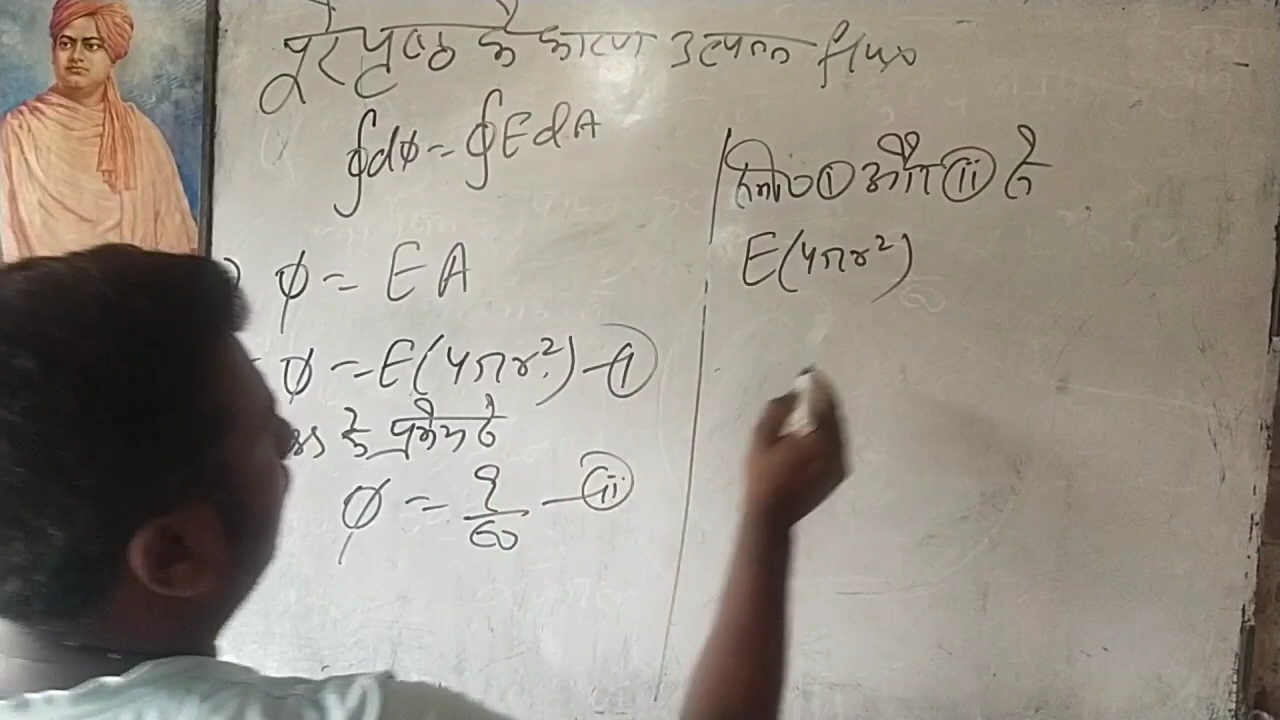 पूरे पृष्ठ के कारण उत्पन्न flux
∮dϕ = ∮EdA
ϕ = EA
ϕ = E(4πr²) - (i)
के प्रमेय से
ϕ = q/ε0 - (ii)
समी० (i) और (ii) से
E(4πr²)